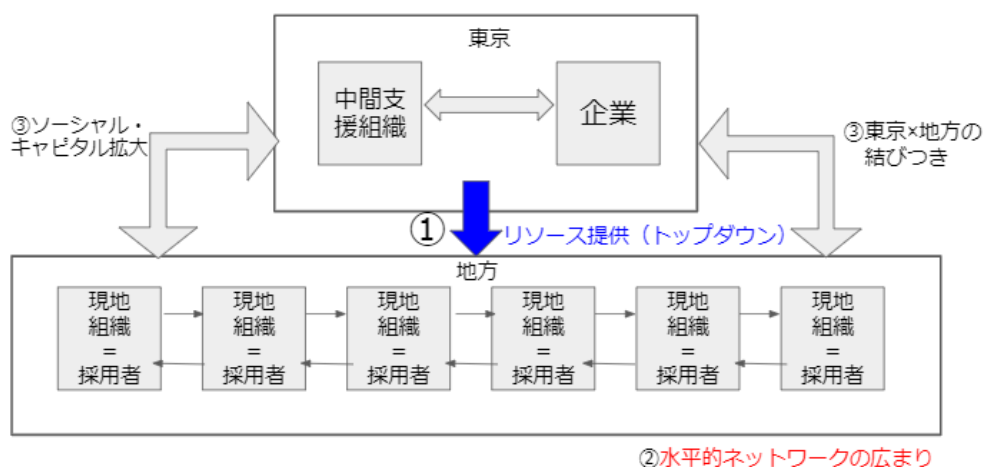 東京
中間支
援組織
企業
③ソーシャル・
キャピタル拡大
③東京×地方の
結びつき
①
リソース提供（トップダウン）
地方
現地
組織
=
採用者
現地
組織
=
採用者
現地
組織
=
採用者
現地
組織
=
採用者
現地
組織
=
採用者
現地
組織
=
採用者
②水平的ネットワークの広まり